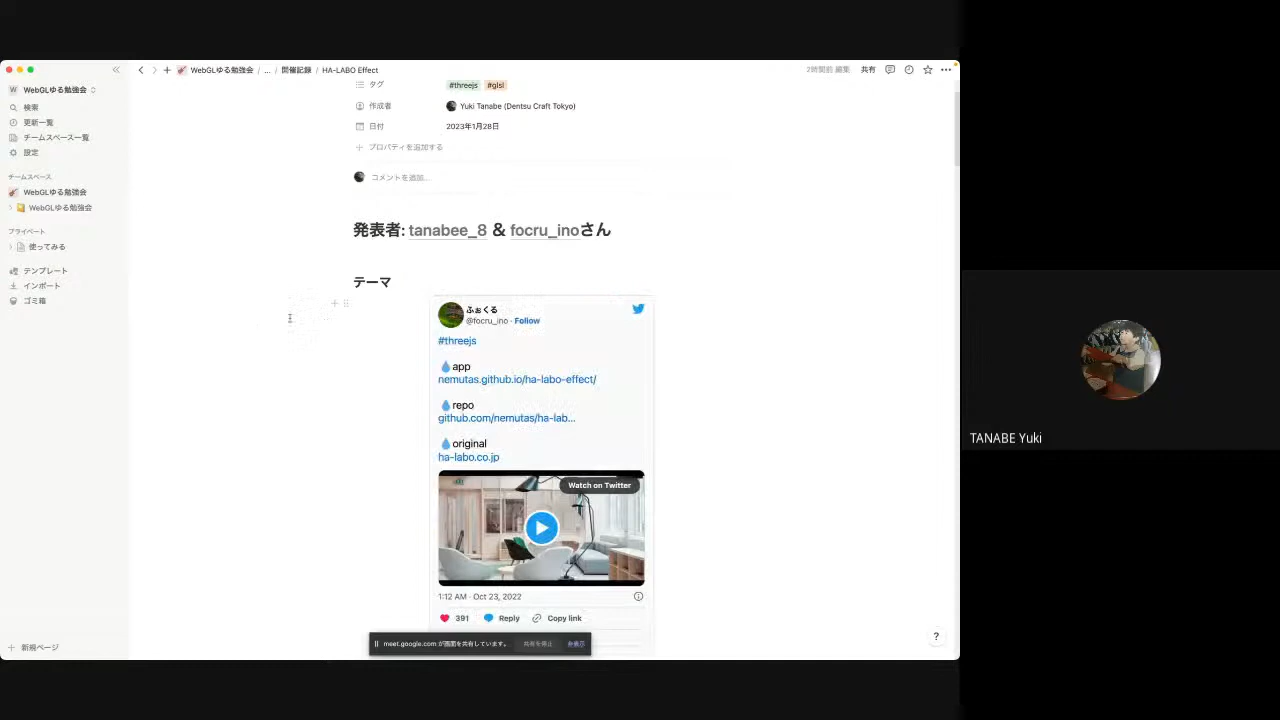 WebGLゆる勉強会 / ... / 開催記録 / HA-LABO Effect
2時間前 編集 共有
W WebGLゆる勉強会
検索
更新一覧
チームスペース一覧
設定
チームスペース
WebGLゆる勉強会
WebGLゆる勉強会
プライベート
使ってみる
テンプレート
インポート
ゴミ箱
新規ページ
タグ #threejs #glsl
作成者 Yuki Tanabe (Dentsu Craft Tokyo)
日付 2023年1月28日
プロパティを追加する
コメントを追加...
発表者: tanabee_8 & focru_inoさん
テーマ
ふぉくる
@focru_ino · Follow
#threejs
💧app
nemutas.github.io/ha-labo-effect/
💧repo
github.com/nemutas/ha-lab...
💧original
ha-labo.co.jp
Watch on Twitter
1:12 AM · Oct 23, 2022
391 Reply Copy link
meet.google.com が画面を共有しています。 共有を停止 非表示
?
TANABE Yuki